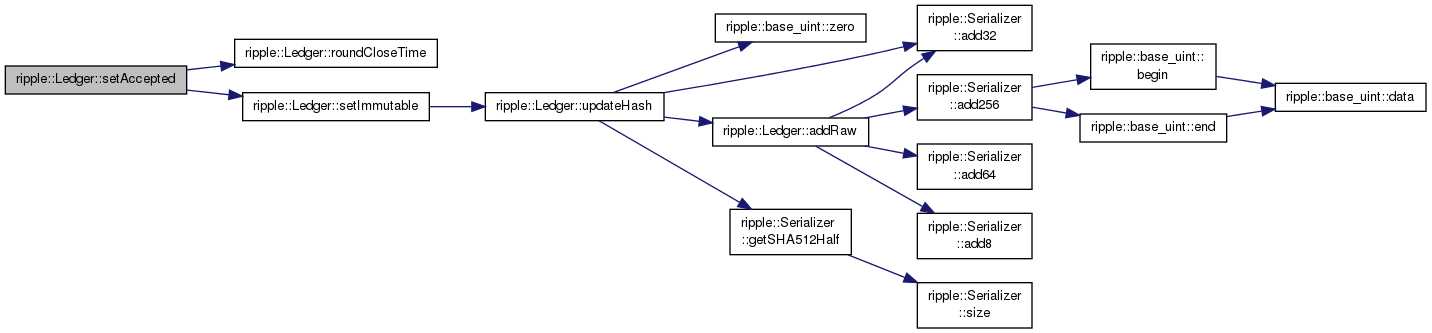 ripple::Ledger::setAccepted
ripple::Ledger::roundCloseTime
ripple::Ledger::setImmutable
ripple::Ledger::updateHash
ripple::base_uint::zero
ripple::Ledger::addRaw
ripple::Serializer
::getSHA512Half
ripple::Serializer
::add32
ripple::Serializer
::add256
ripple::Serializer
::add64
ripple::Serializer
::add8
ripple::Serializer
::size
ripple::base_uint::
begin
ripple::base_uint::end
ripple::base_uint::data